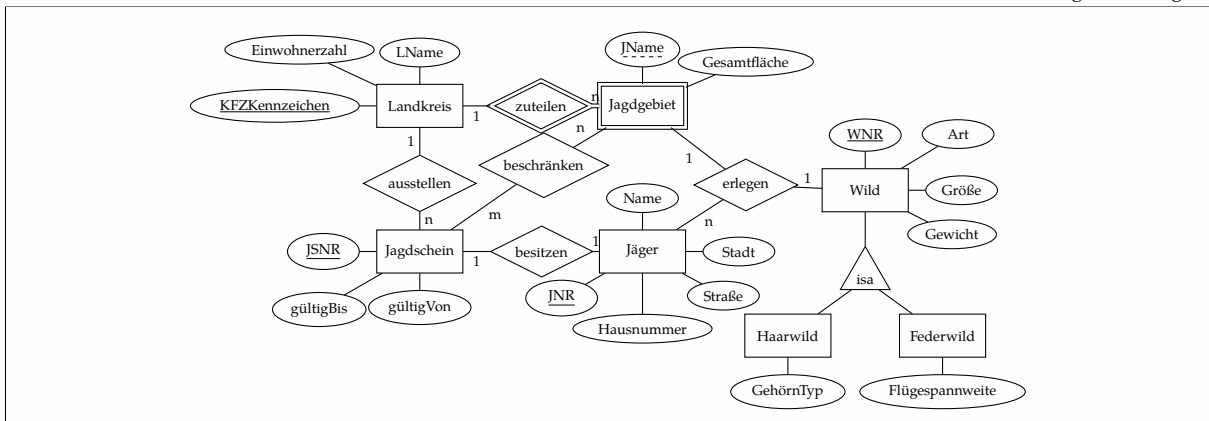 Einwohnerzahl
LName
JName
Gesamtfläche
KFZKennzeichen
Landkreis
1
zuteilen
n
Jagdgebiet
1
n
beschränken
1
WNR
Art
ausstellen
erlegen
1
Wild
Größe
Name
m
n
n
Gewicht
JSNR
Jagdschein
1
besitzen
1
Jäger
Stadt
isa
gültigBis
gültigVon
JNR
Straße
Hausnummer
Haarwild
Federwild
GehörnTyp
Flügespannweite